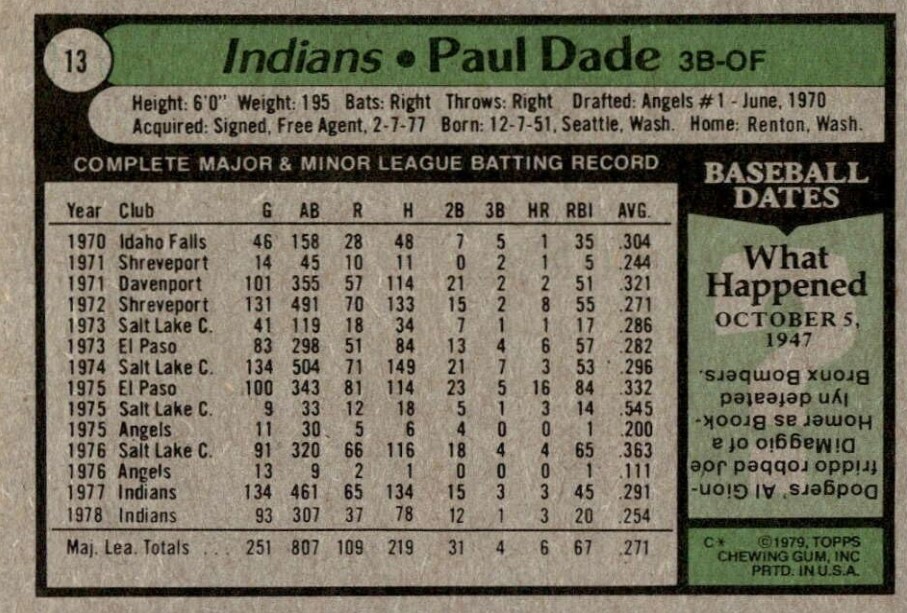 13
Indians • Paul Dade 3B-OF
Height: 6'0" Weight: 195 Bats: Right Throws: Right Drafted: Angels #1 - June, 1970
Acquired: Signed, Free Agent, 2-7-77 Born: 12-7-51, Seattle, Wash. Home: Renton, Wash.
COMPLETE MAJOR & MINOR LEAGUE BATTING RECORD
Year Club G AB R H 2B 3B HR RBI AVG.
1970 Idaho Falls 46 158 28 48 7 5 1 35 .304
1971 Shreveport 14 45 10 11 0 2 1 5 .244
1971 Davenport 101 355 57 114 21 2 2 51 .321
1972 Shreveport 131 491 70 133 15 2 8 55 .271
1973 Salt Lake C. 41 119 18 34 7 1 1 17 .286
1973 El Paso 83 298 51 84 13 4 6 57 .282
1974 Salt Lake C. 134 504 71 149 21 7 3 53 .296
1975 El Paso 100 343 81 114 23 5 16 84 .332
1975 Salt Lake C. 9 33 12 18 5 1 3 14 .545
1975 Angels 11 30 5 6 4 0 0 1 .200
1976 Salt Lake C. 91 320 66 116 18 4 4 65 .363
1976 Angels 13 9 2 1 0 0 0 1 .111
1977 Indians 134 461 65 134 15 3 3 45 .291
1978 Indians 93 307 37 78 12 1 3 20 .254
Maj. Lea. Totals ... 251 807 109 219 31 4 6 67 .271
BASEBALL
DATES
What
Happened
OCTOBER 5,
1947
Dodgers' Al Gion-
friddo robbed Joe
DiMaggio of a
Homer as Brook-
lyn defeated
Bronx Bombers.
C* ©1979, TOPPS
CHEWING GUM, INC
PRTD. IN U.S.A.